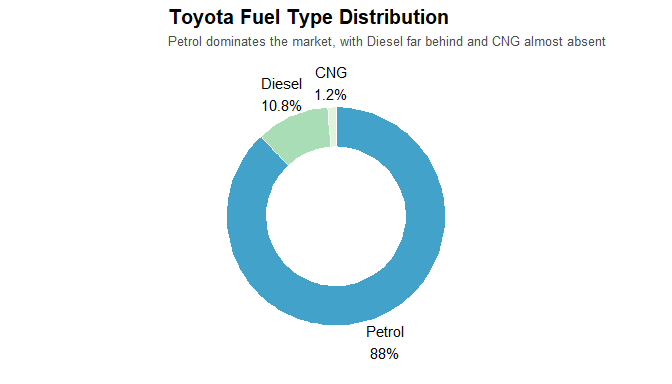 Toyota Fuel Type Distribution
Petrol dominates the market, with Diesel far behind and CNG almost absent
CNG
1.2%
Diesel
10.8%
Petrol
88%